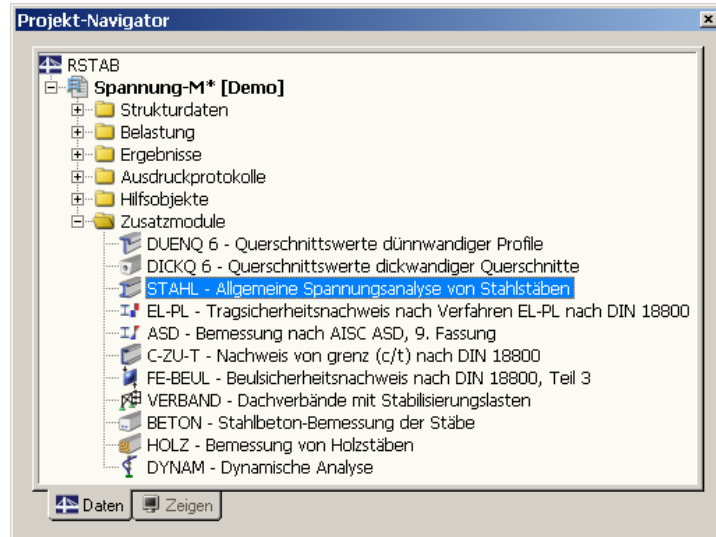 Projekt-Navigator
RSTAB
Spannung-M* [Demo]
Strukturdaten
Belastung
Ergebnisse
Ausdruckprotokolle
Hilfsobjekte
Zusatzmodule
DUENQ 6 - Querschnittswerte dünnwandiger Profile
DICKQ 6 - Querschnittswerte dickwandiger Querschnitte
STAHL - Allgemeine Spannungsanalyse von Stahlstäben
EL-PL - Tragsicherheitsnachweis nach Verfahren EL-PL nach DIN 18800
ASD - Bemessung nach AISC ASD, 9. Fassung
C-ZU-T - Nachweis von grenz (c/t) nach DIN 18800
FE-BEUL - Beulsicherheitsnachweis nach DIN 18800, Teil 3
VERBAND - Dachverbände mit Stabilisierungslasten
BETON - Stahlbeton-Bemessung der Stäbe
HOLZ - Bemessung von Holzstäben
DYNAM - Dynamische Analyse
Daten Zeigen